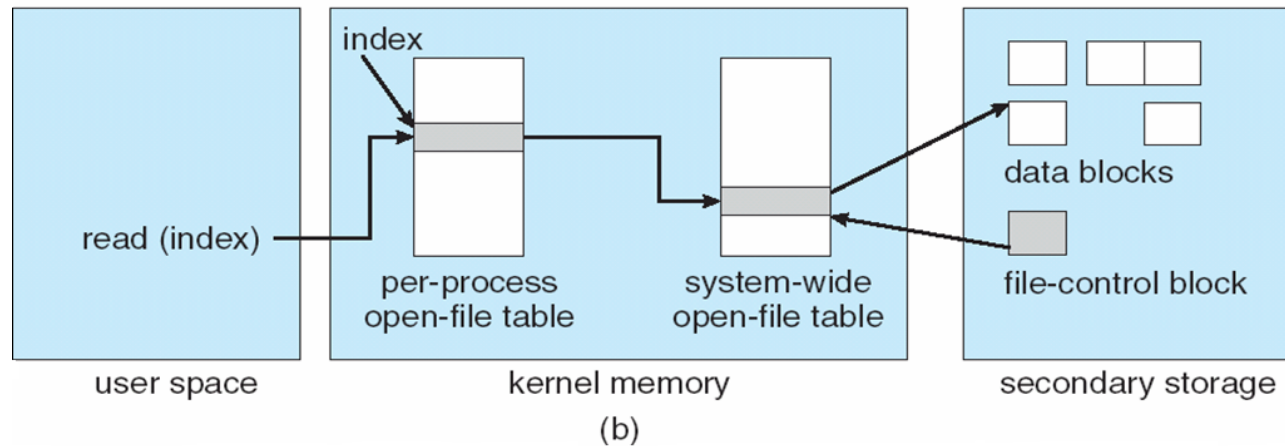 index
read (index)
per-process
open-file table
system-wide
open-file table
data blocks
file-control block
user space
kernel memory
secondary storage
(b)